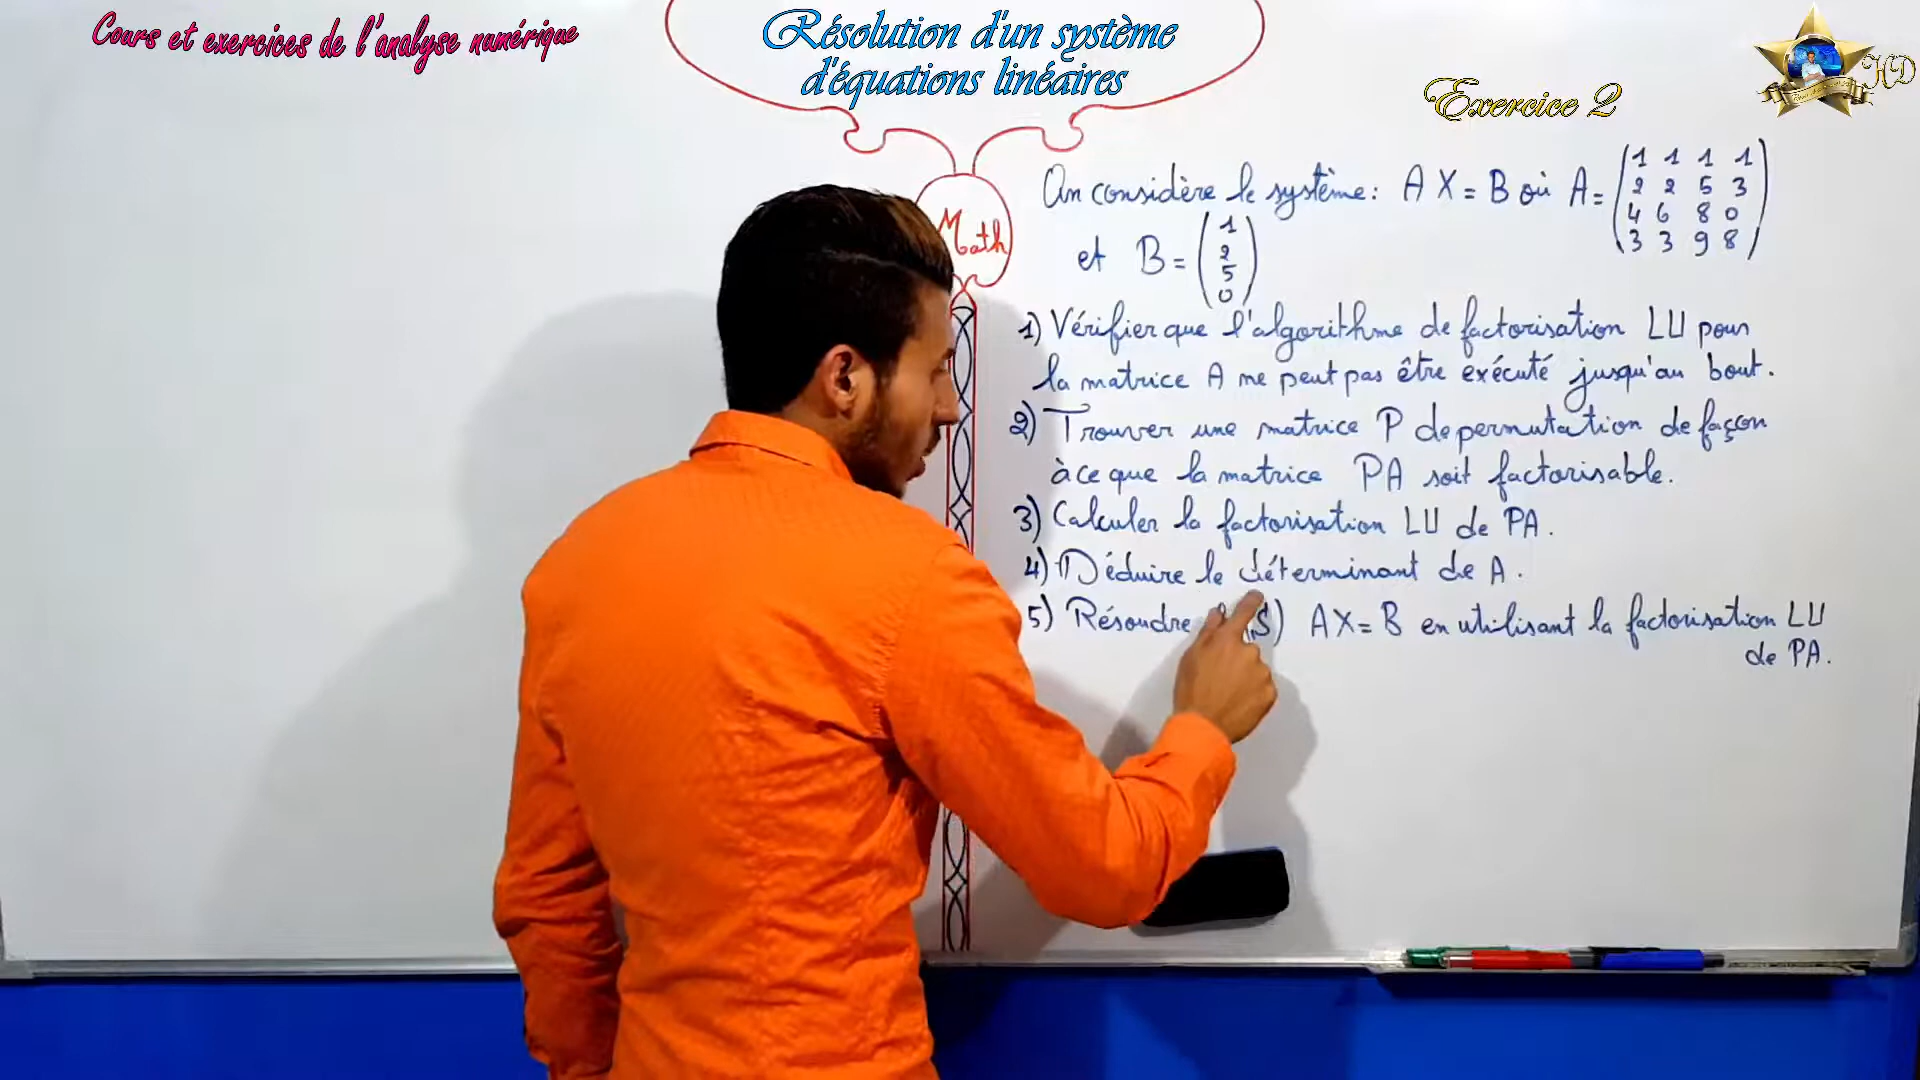 Cours et exercices de l'analyse numérique
Résolution d'un système
d'équations linéaires
Exercice 2
HD
Math
On considère le système: AX = B où A = (1 1 1 1
2 2 5 3
4 6 8 0
3 3 9 8)
et B = (1
2
5
0)
1) Vérifier que l'algorithme de factorisation LU pour
la matrice A ne peut pas être exécuté jusqu'au bout.
2) Trouver une matrice P de permutation de façon
à ce que la matrice PA soit factorisable.
3) Calculer la factorisation LU de PA.
4) Déduire le déterminant de A.
5) Résoudre (S) AX = B en utilisant la factorisation LU
de PA.